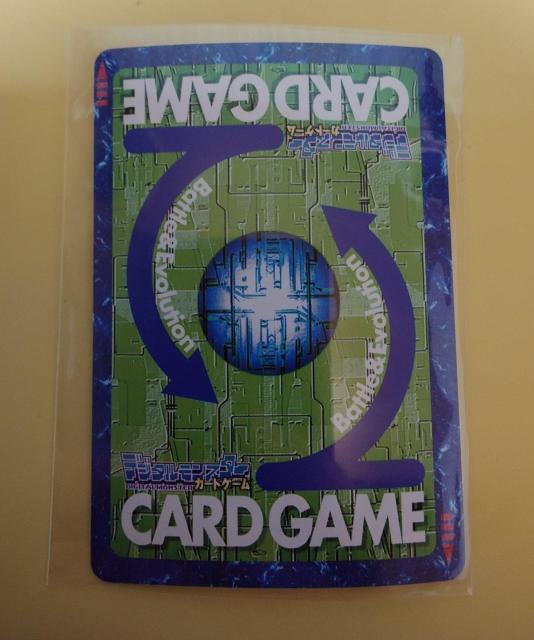 CARD GAME
デジタルモンスター
DIGITAL MONSTER
カードゲーム
Battle&Evolution
Battle&Evolution
デジタルモンスター
DIGITAL MONSTER
カードゲーム
CARD GAME